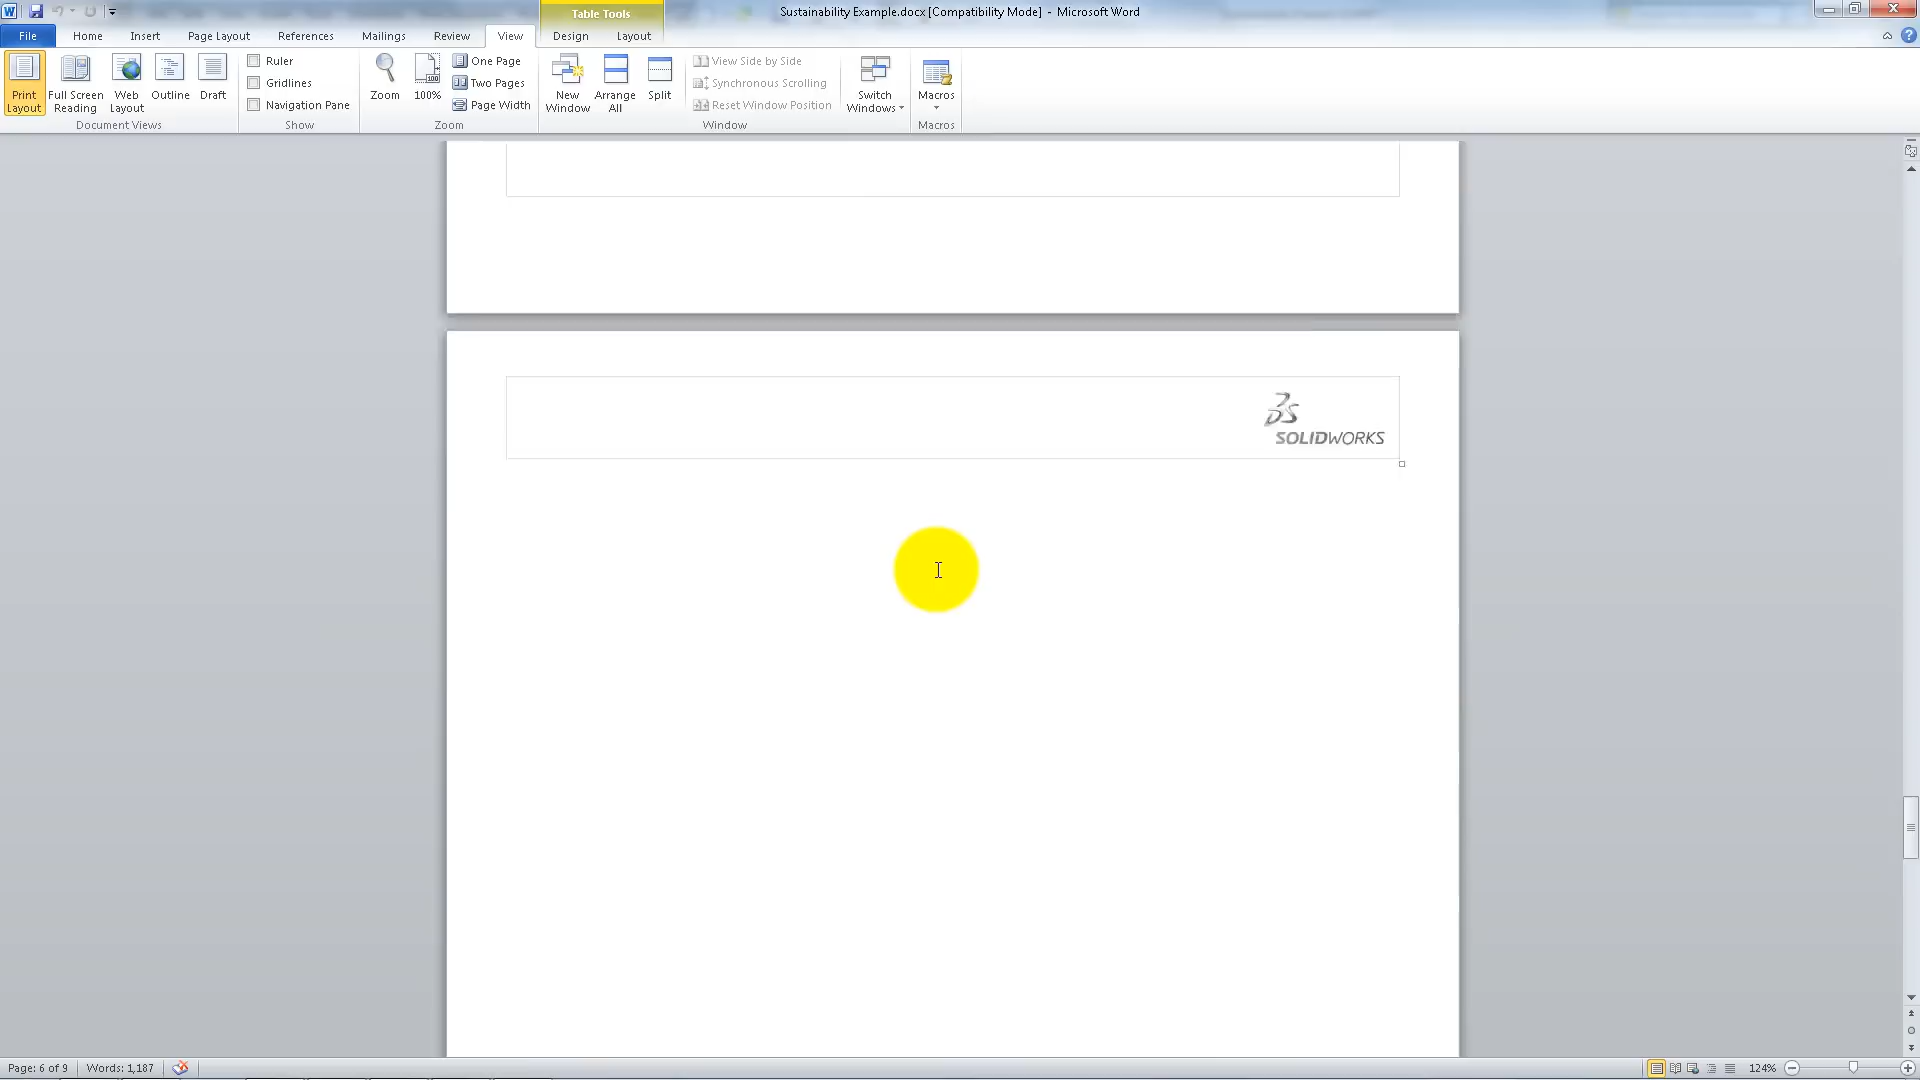 Table Tools
Sustainability Example.docx [Compatibility Mode] - Microsoft Word
File Home Insert Page Layout References Mailings Review View Design Layout
Print Layout
Full Screen Reading
Web Layout
Outline
Draft
Document Views
Ruler
Gridlines
Navigation Pane
Show
Zoom
100
100%
One Page
Two Pages
Page Width
Zoom
New Window
Arrange All
Split
View Side by Side
Synchronous Scrolling
Reset Window Position
Switch Windows
Window
Macros
Macros
DS
SOLIDWORKS
Page: 6 of 9 Words: 1,187 124%